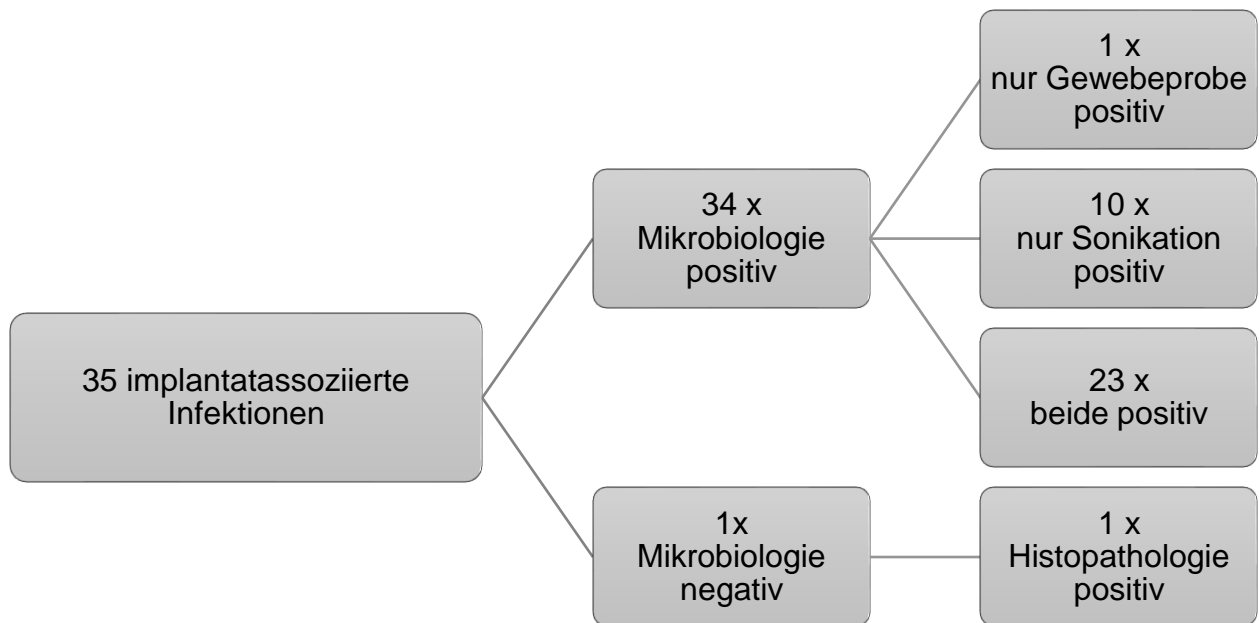 35 implantatassoziierte
Infektionen
34 x
Mikrobiologie
positiv
1 x
nur Gewebeprobe
positiv
10 x
nur Sonikation
positiv
23 x
beide positiv
1x
Mikrobiologie
negativ
1 x
Histopathologie
positiv